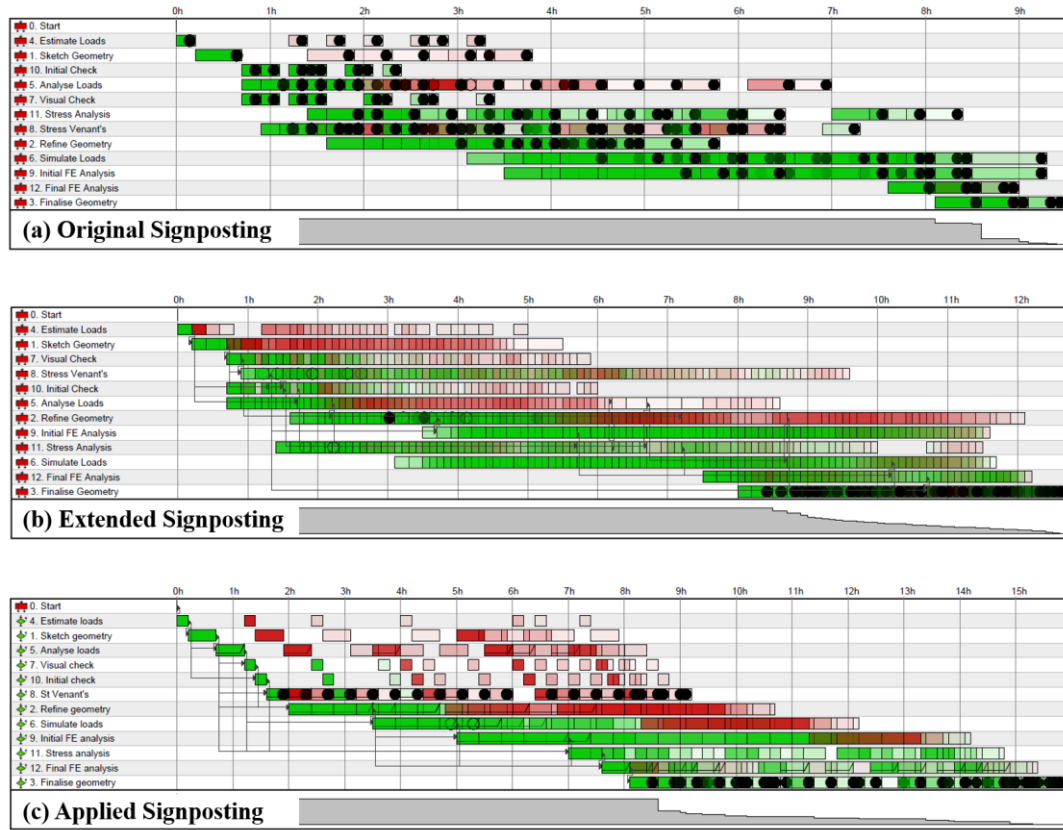 0h 1h 2h 3h 4h 5h 6h 7h 8h 9h
0. Start
4. Estimate Loads
1. Sketch Geometry
10. Initial Check
5. Analyse Loads
7. Visual Check
11. Stress Analysis
8. Stress Venant's
2. Refine Geometry
6. Simulate Loads
9. Initial FE Analysis
12. Final FE Analysis
3. Finalise Geometry
(a) Original Signposting
0h 1h 2h 3h 4h 5h 6h 7h 8h 9h 10h 11h 12h
0. Start
4. Estimate Loads
1. Sketch Geometry
7. Visual Check
8. Stress Venant's
10. Initial Check
5. Analyse Loads
2. Refine Geometry
9. Initial FE Analysis
11. Stress Analysis
6. Simulate Loads
12. Final FE Analysis
3. Finalise Geometry
(b) Extended Signposting
0h 1h 2h 3h 4h 5h 6h 7h 8h 9h 10h 11h 12h 13h 14h 15h
0. Start
4. Estimate loads
1. Sketch geometry
5. Analyse loads
7. Visual check
10. Initial check
8. St Venant's
2. Refine geometry
6. Simulate loads
9. Initial FE analysis
11. Stress analysis
12. Final FE analysis
3. Finalise geometry
(c) Applied Signposting